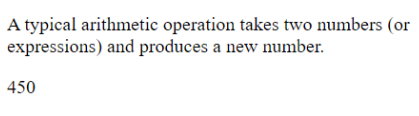 A typical arithmetic operation takes two numbers (or
expressions) and produces a new number.
450